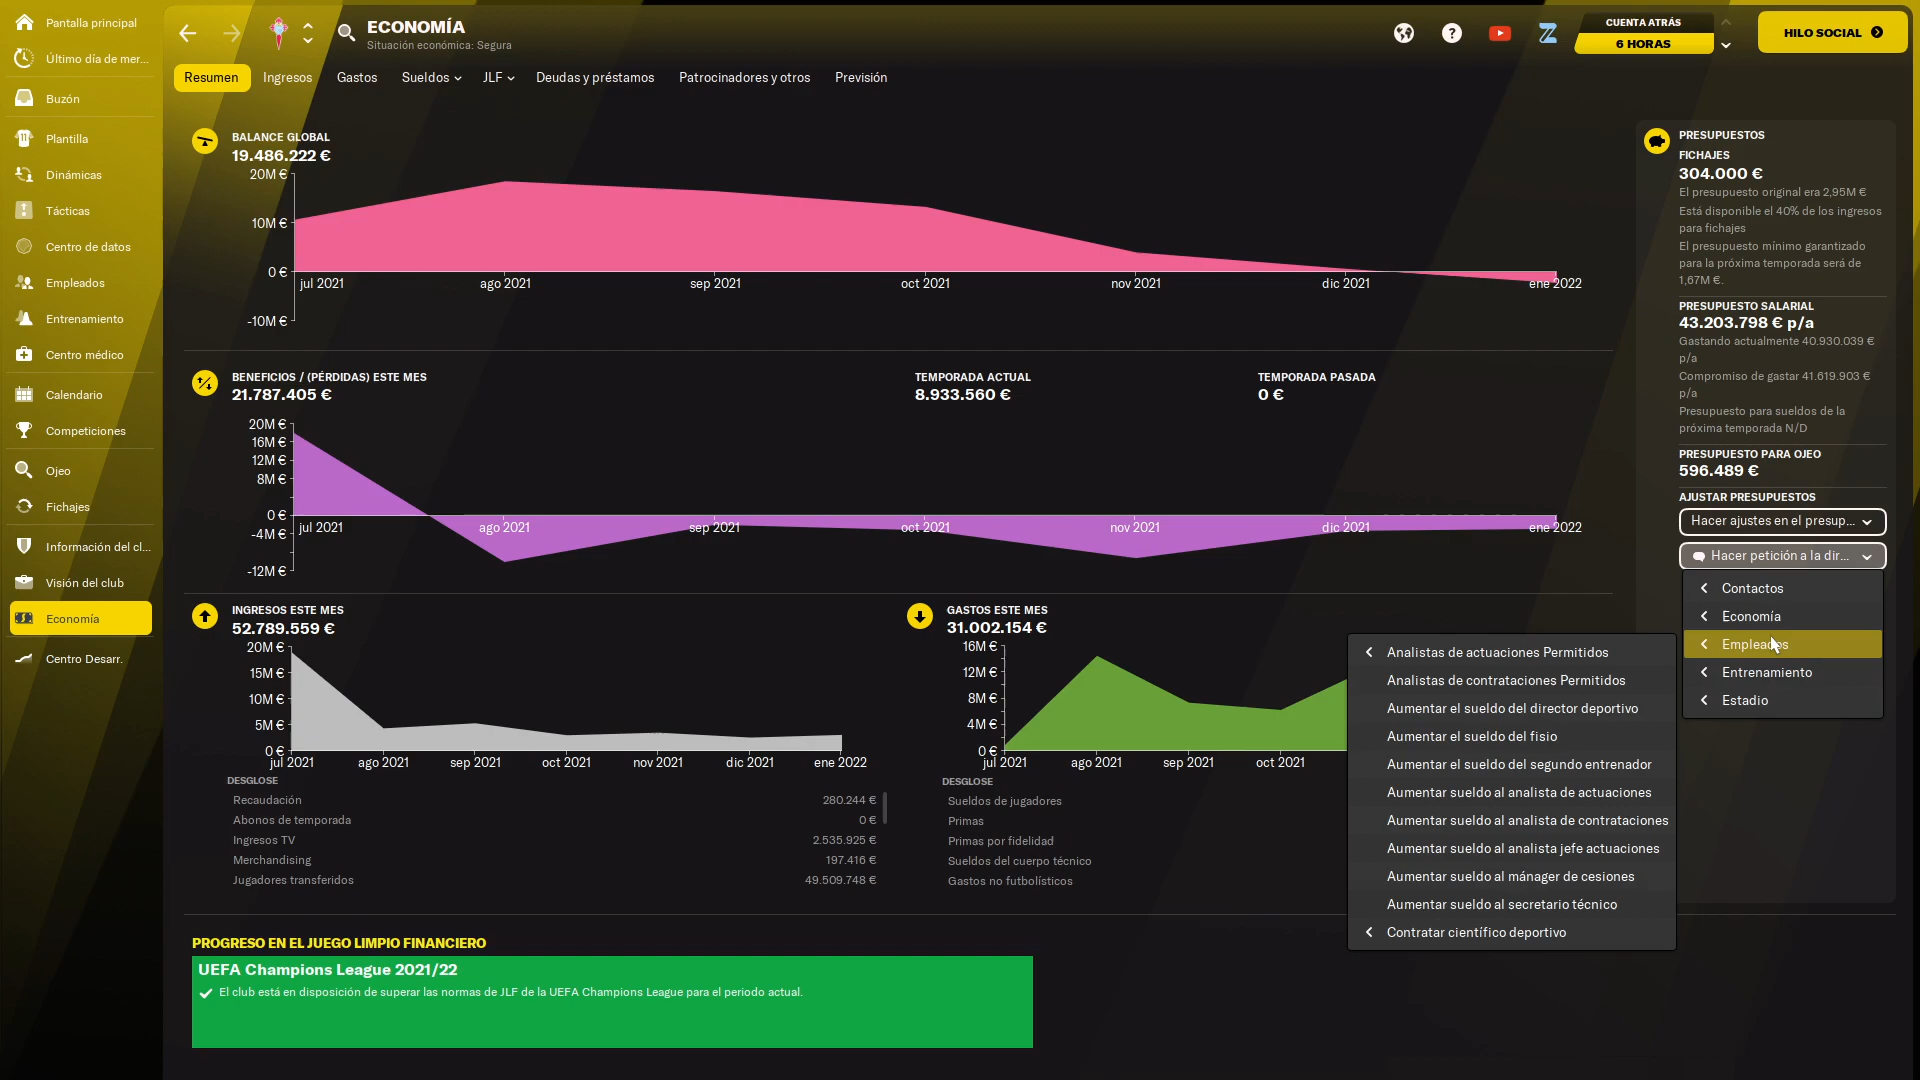 Pantalla principal
Último día de mer...
Buzón
Plantilla
Dinámicas
Tácticas
Centro de datos
Empleados
Entrenamiento
Centro médico
Calendario
Competiciones
Ojeo
Fichajes
Información del cl...
Visión del club
Economía
Centro Desarr.
ECONOMÍA
Situación económica: Segura
CUENTA ATRÁS
6 HORAS
HILO SOCIAL
Resumen
Ingresos
Gastos
Sueldos
JLF
Deudas y préstamos
Patrocinadores y otros
Previsión
BALANCE GLOBAL
19.486.222 €
20M €
10M €
0 €
-10M €
jul 2021
ago 2021
sep 2021
oct 2021
nov 2021
dic 2021
ene 2022
BENEFICIOS / (PÉRDIDAS) ESTE MES
21.787.405 €
TEMPORADA ACTUAL
8.933.560 €
TEMPORADA PASADA
0 €
20M €
16M €
12M €
8M €
0 €
-4M €
-12M €
jul 2021
ago 2021
sep 2021
oct 2021
nov 2021
dic 2021
ene 2022
INGRESOS ESTE MES
52.789.559 €
20M €
15M €
10M €
5M €
0 €
jul 2021
ago 2021
sep 2021
oct 2021
nov 2021
dic 2021
ene 2022
DESGLOSE
Recaudación 280.244 €
Abonos de temporada 0 €
Ingresos TV 2.535.925 €
Merchandising 197.416 €
Jugadores transferidos 49.509.748 €
GASTOS ESTE MES
31.002.154 €
16M €
12M €
8M €
4M €
0 €
jul 2021
ago 2021
sep 2021
oct 2021
DESGLOSE
Sueldos de jugadores
Primas
Primas por fidelidad
Sueldos del cuerpo técnico
Gastos no futbolísticos
PROGRESO EN EL JUEGO LIMPIO FINANCIERO
UEFA Champions League 2021/22
El club está en disposición de superar las normas de JLF de la UEFA Champions League para el periodo actual.
PRESUPUESTOS
FICHAJES
304.000 €
El presupuesto original era 2,95M €
Está disponible el 40% de los ingresos
para fichajes
El presupuesto mínimo garantizado
para la próxima temporada será de
1,67M €.
PRESUPUESTO SALARIAL
43.203.798 € p/a
Gastando actualmente 40.930.039 €
p/a
Compromiso de gastar 41.619.903 €
p/a
Presupuesto para sueldos de la
próxima temporada N/D
PRESUPUESTO PARA OJEO
596.489 €
AJUSTAR PRESUPUESTOS
Hacer ajustes en el presup...
Hacer petición a la dir...
Contactos
Economía
Empleados
Entrenamiento
Estadio
Analistas de actuaciones Permitidos
Analistas de contrataciones Permitidos
Aumentar el sueldo del director deportivo
Aumentar el sueldo del fisio
Aumentar el sueldo del segundo entrenador
Aumentar sueldo al analista de actuaciones
Aumentar sueldo al analista de contrataciones
Aumentar sueldo al analista jefe actuaciones
Aumentar sueldo al mánager de cesiones
Aumentar sueldo al secretario técnico
Contratar científico deportivo